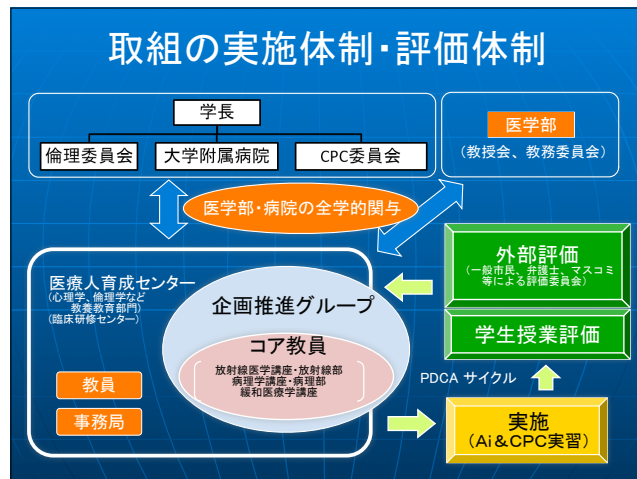 取組の実施体制・評価体制
学長
倫理委員会
大学附属病院
CPC委員会
医学部
(教授会、教務委員会)
医学部・病院の全学的関与
医療人育成センター
(心理学、倫理学など
教養教育部門)
(臨床研修センター)
企画推進グループ
コア教員
放射線医学講座・放射線部
病理学講座・病理部
緩和医療学講座
教員
事務局
外部評価
(一般市民、弁護士、マスコミ
等による評価委員会)
学生授業評価
PDCA サイクル
実施
(Ai&CPC実習)